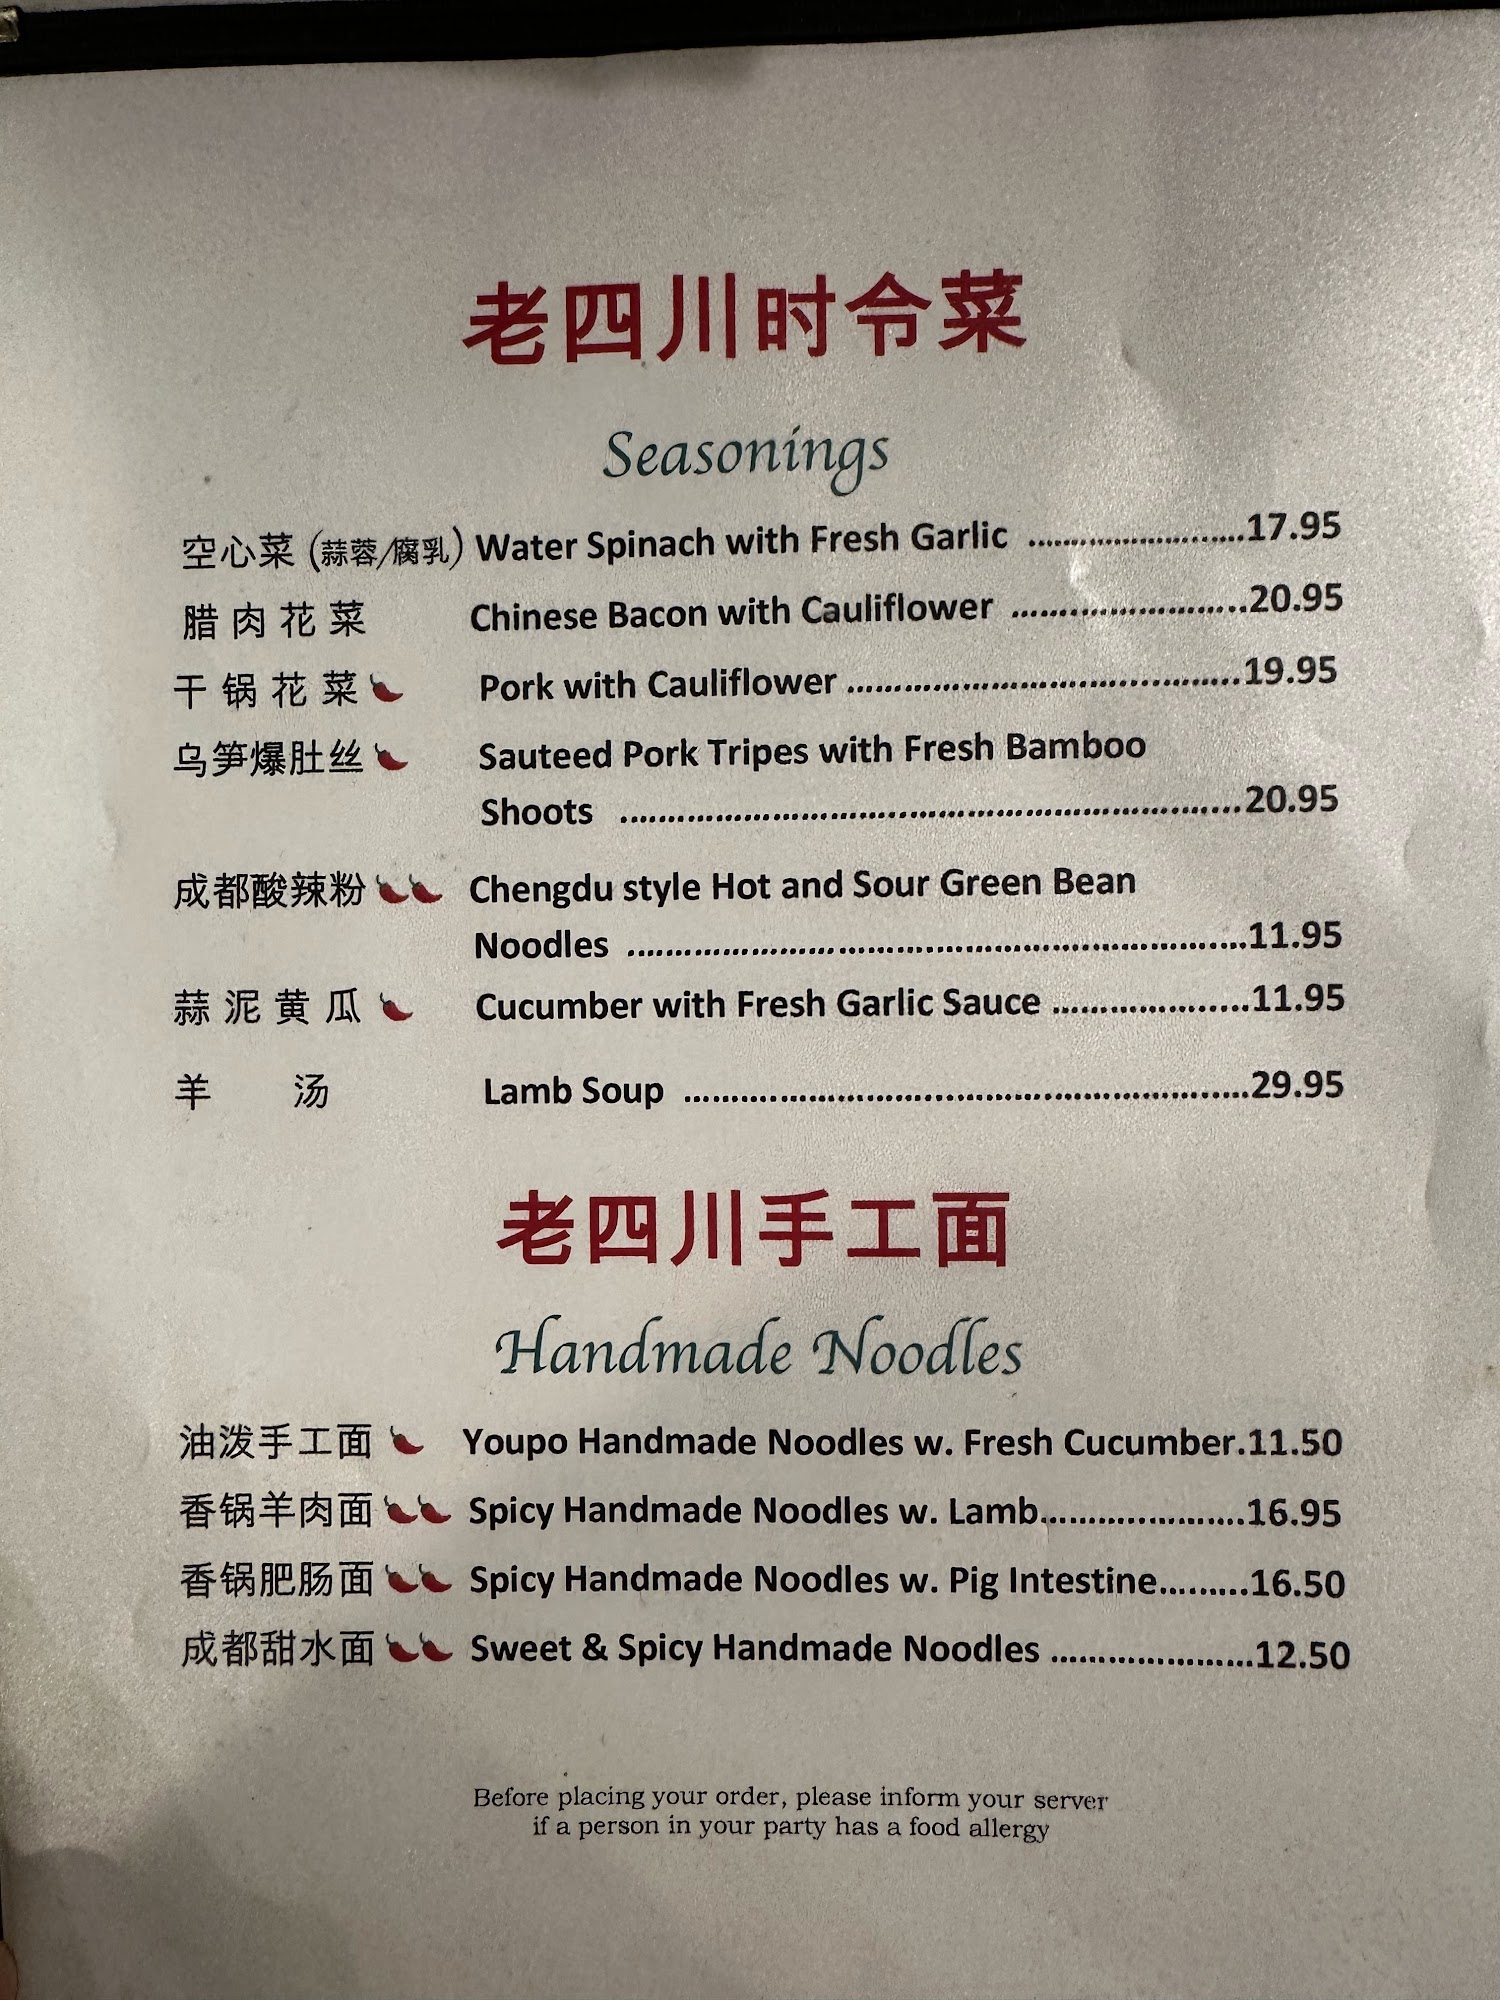 老四川时令菜
Seasonings
空心菜 (蒜蓉/腐乳) Water Spinach with Fresh Garlic ..........................17.95
腊肉花菜 Chinese Bacon with Cauliflower ..........................20.95
干锅花菜 Pork with Cauliflower ..........................19.95
乌笋爆肚丝 Sauteed Pork Tripes with Fresh Bamboo
Shoots ..........................20.95
成都酸辣粉 Chengdu style Hot and Sour Green Bean
Noodles ..........................11.95
蒜泥黄瓜 Cucumber with Fresh Garlic Sauce ..........................11.95
羊汤 Lamb Soup ..........................29.95
老四川手工面
Handmade Noodles
油泼手工面 Youpo Handmade Noodles w. Fresh Cucumber.11.50
香锅羊肉面 Spicy Handmade Noodles w. Lamb..........................16.95
香锅肥肠面 Spicy Handmade Noodles w. Pig Intestine.........16.50
成都甜水面 Sweet & Spicy Handmade Noodles ..........................12.50
Before placing your order, please inform your server
if a person in your party has a food allergy